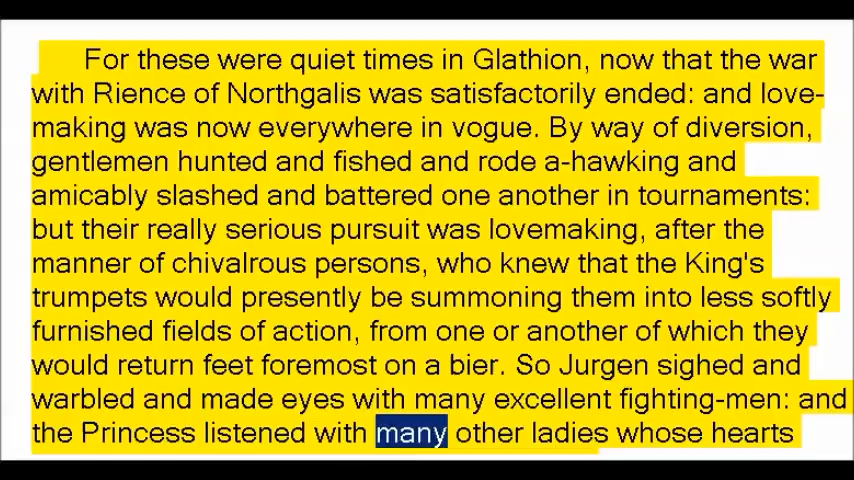 For these were quiet times in Glathion, now that the war
with Rience of Northgalis was satisfactorily ended: and love-
making was now everywhere in vogue. By way of diversion,
gentlemen hunted and fished and rode a-hawking and
amicably slashed and battered one another in tournaments:
but their really serious pursuit was lovemaking, after the
manner of chivalrous persons, who knew that the King's
trumpets would presently be summoning them into less softly
furnished fields of action, from one or another of which they
would return feet foremost on a bier. So Jurgen sighed and
warbled and made eyes with many excellent fighting-men: and
the Princess listened with many other ladies whose hearts